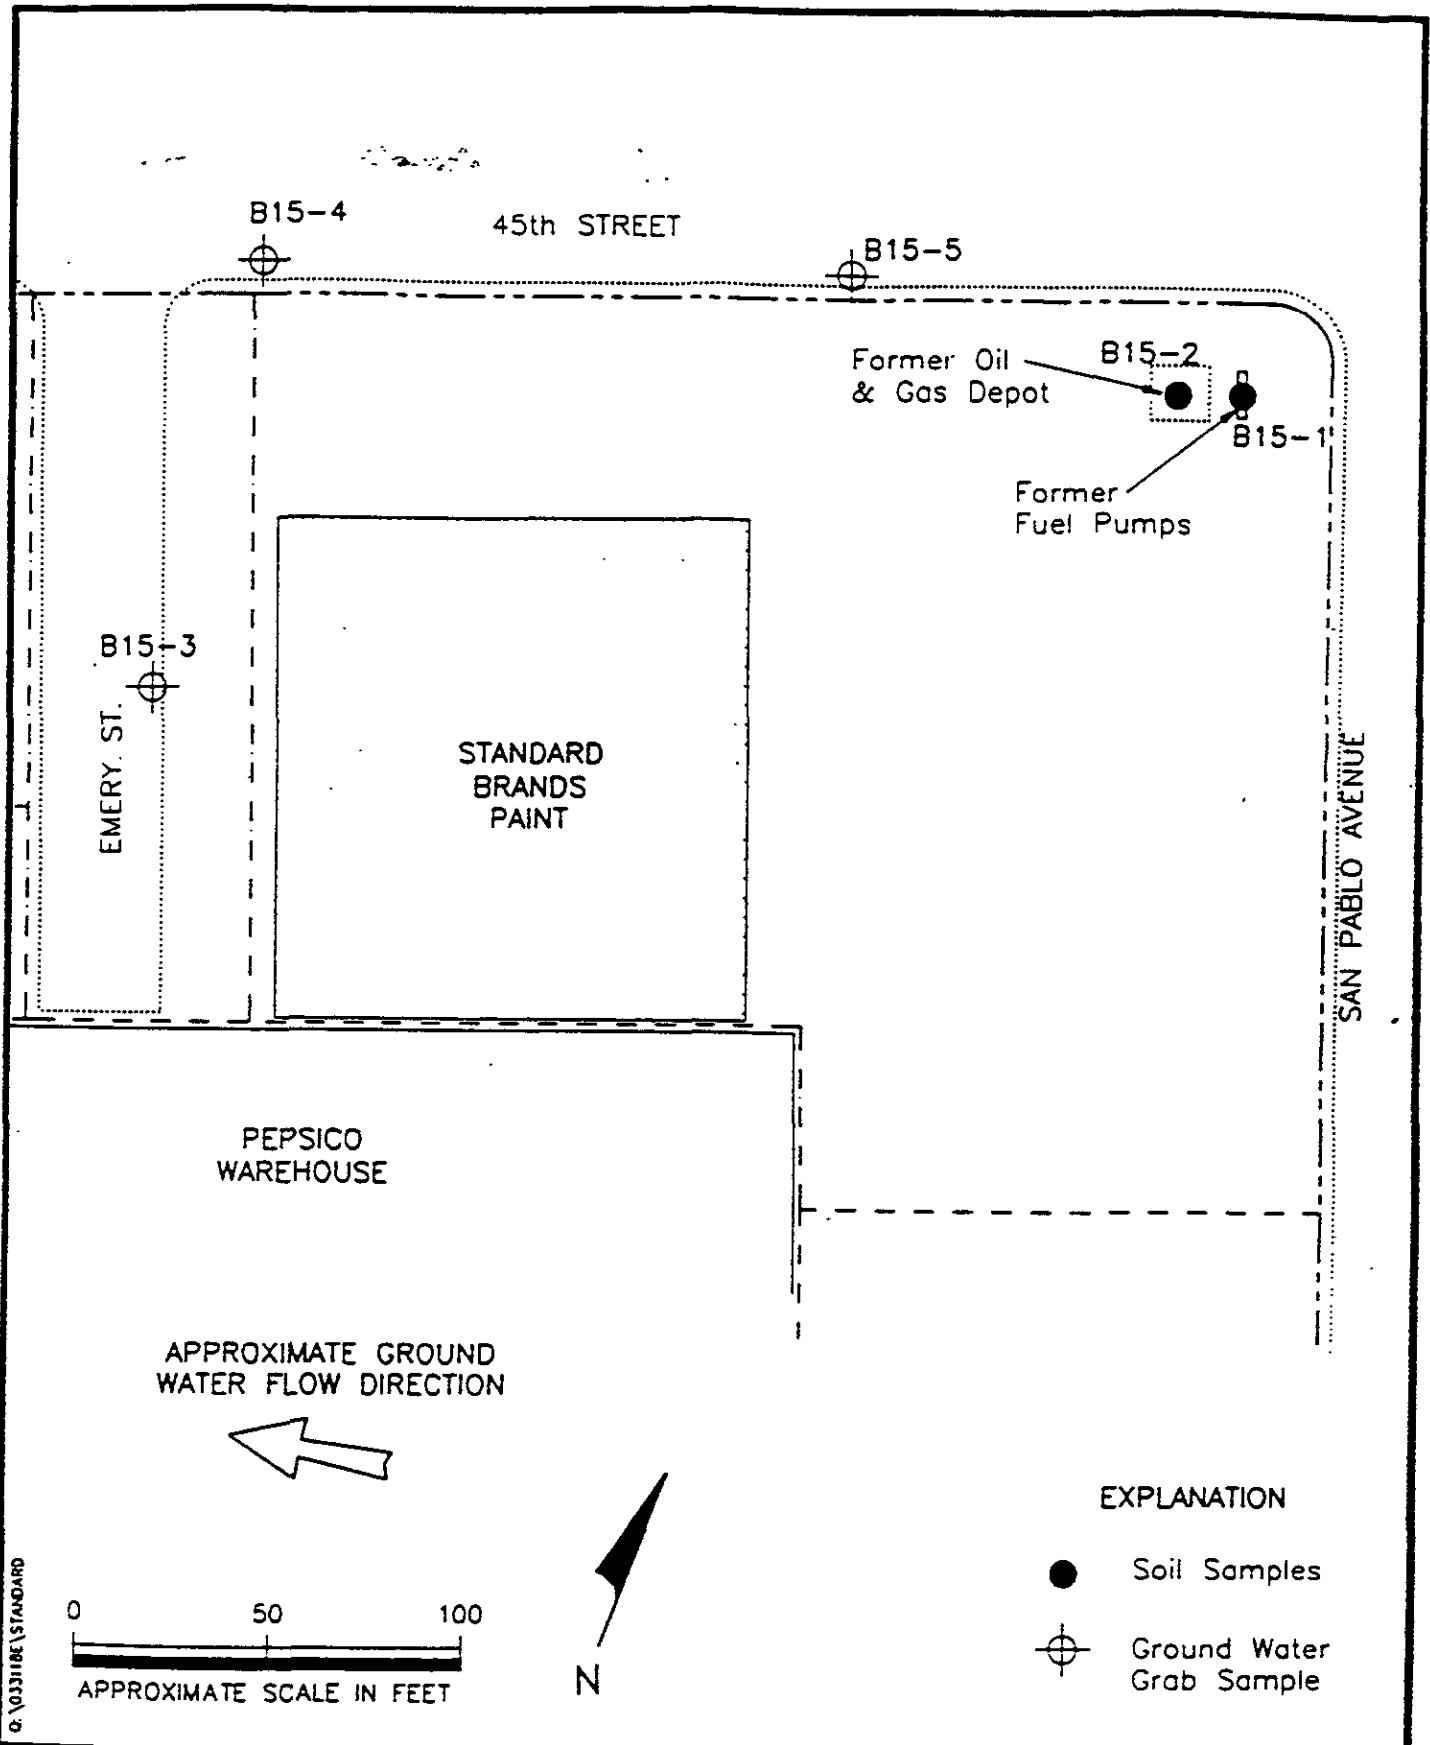 B15-4
45th STREET
B15-5
Former Oil
& Gas Depot
B15-2
B15-1
Former
Fuel Pumps
B15-3
EMERY. ST.
STANDARD
BRANDS
PAINT
SAN PABLO AVENUE
PEPSICO
WAREHOUSE
APPROXIMATE GROUND
WATER FLOW DIRECTION
EXPLANATION
Soil Samples
Ground Water
Grab Sample
0 50 100
APPROXIMATE SCALE IN FEET
N